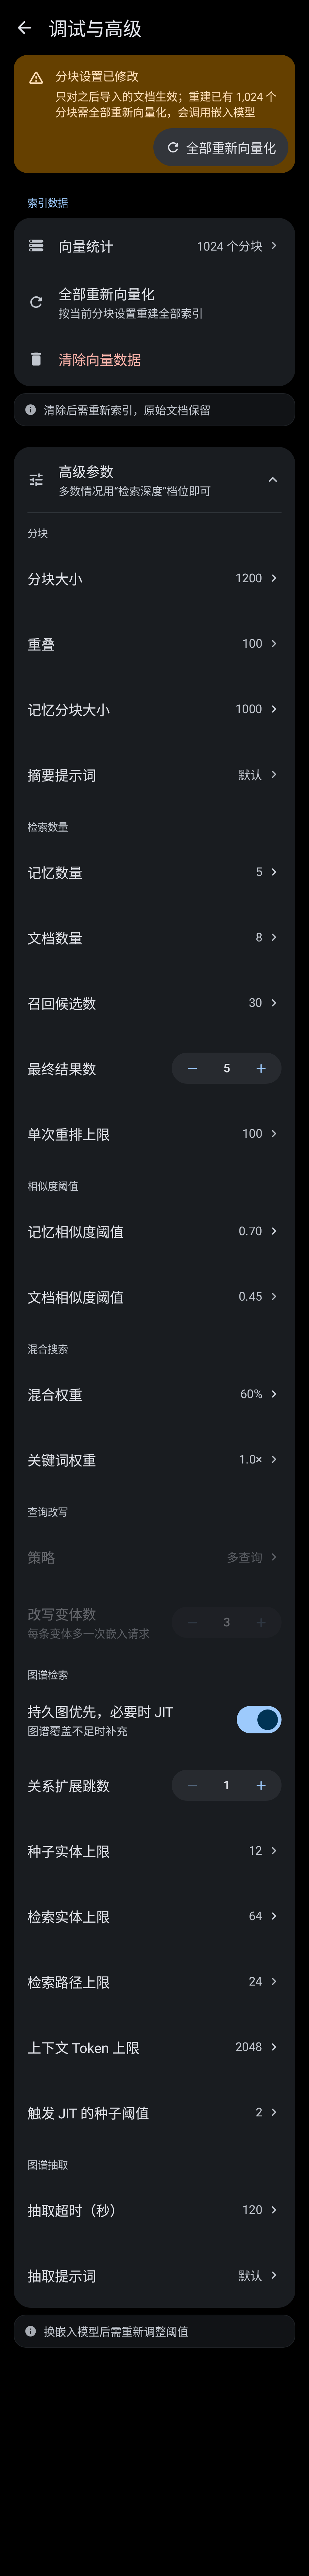 调试与高级
分块设置已修改
只对之后导入的文档生效；重建已有 1,024 个
分块需全部重新向量化，会调用嵌入模型
全部重新向量化
索引数据
向量统计 1024 个分块
全部重新向量化
按当前分块设置重建全部索引
清除向量数据
清除后需重新索引，原始文档保留
高级参数
多数情况用“检索深度”档位即可
分块
分块大小 1200
重叠 100
记忆分块大小 1000
摘要提示词 默认
检索数量
记忆数量 5
文档数量 8
召回候选数 30
最终结果数 − 5 +
单次重排上限 100
相似度阈值
记忆相似度阈值 0.70
文档相似度阈值 0.45
混合搜索
混合权重 60%
关键词权重 1.0×
查询改写
策略 多查询
改写变体数 − 3 +
每条变体多一次嵌入请求
图谱检索
持久图优先，必要时 JIT
图谱覆盖不足时补充
关系扩展跳数 − 1 +
种子实体上限 12
检索实体上限 64
检索路径上限 24
上下文 Token 上限 2048
触发 JIT 的种子阈值 2
图谱抽取
抽取超时（秒） 120
抽取提示词 默认
换嵌入模型后需重新调整阈值